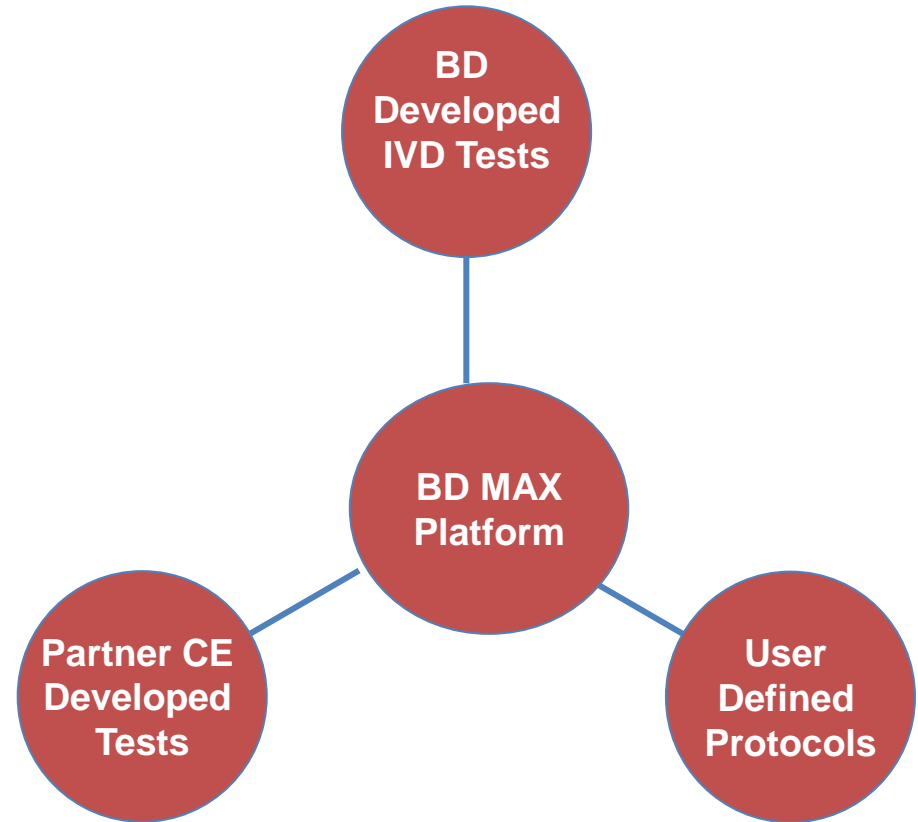 BD
Developed
IVD Tests
BD MAX
Platform
Partner CE
Developed
Tests
User
Defined
Protocols